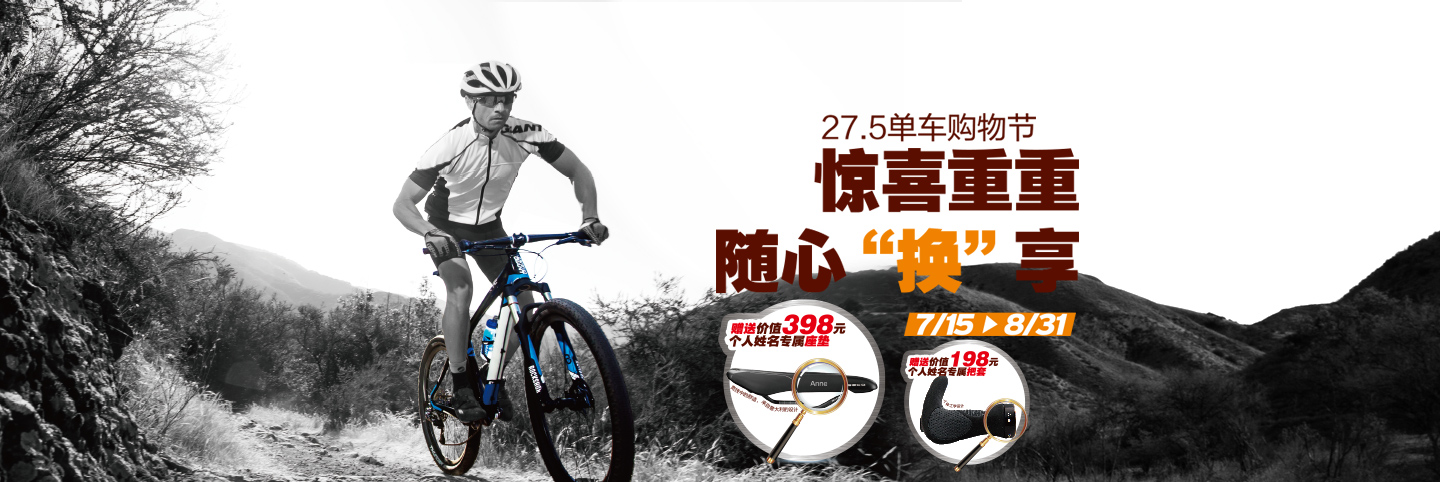 27.5单车购物节
惊喜重重
随心“换”享
7/15 ▶ 8/31
赠送价值398元
个人姓名专属座垫
Anne
赠送价值198元
个人姓名专属把套
GIANT